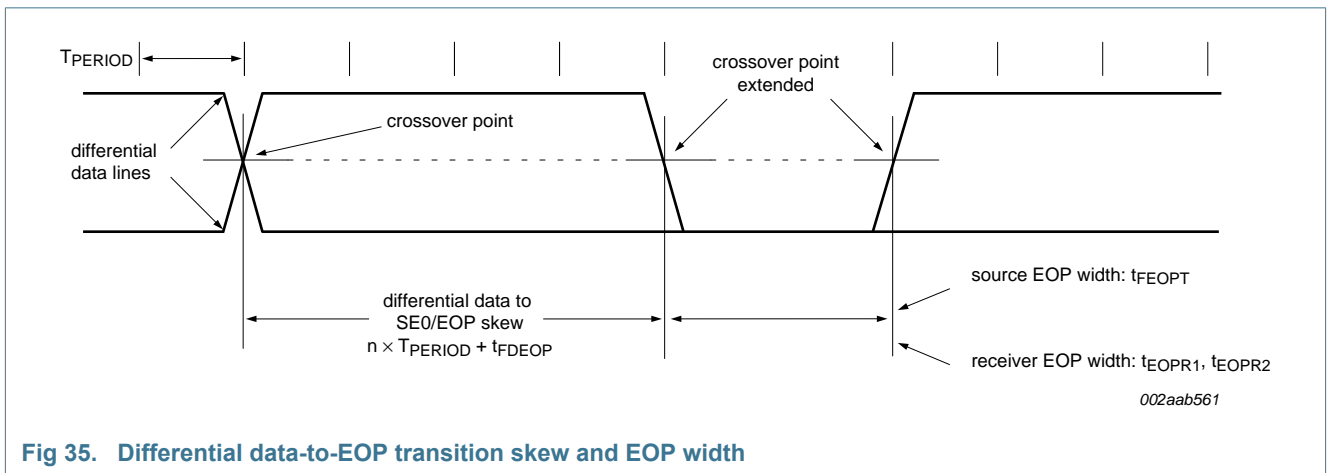 TPERIOD
crossover point
extended
crossover point
differential
data lines
source EOP width: tFEOPT
differential data to
SE0/EOP skew
n × TPERIOD + tFDEOP
receiver EOP width: tEOPR1, tEOPR2
002aab561
Fig 35. Differential data-to-EOP transition skew and EOP width